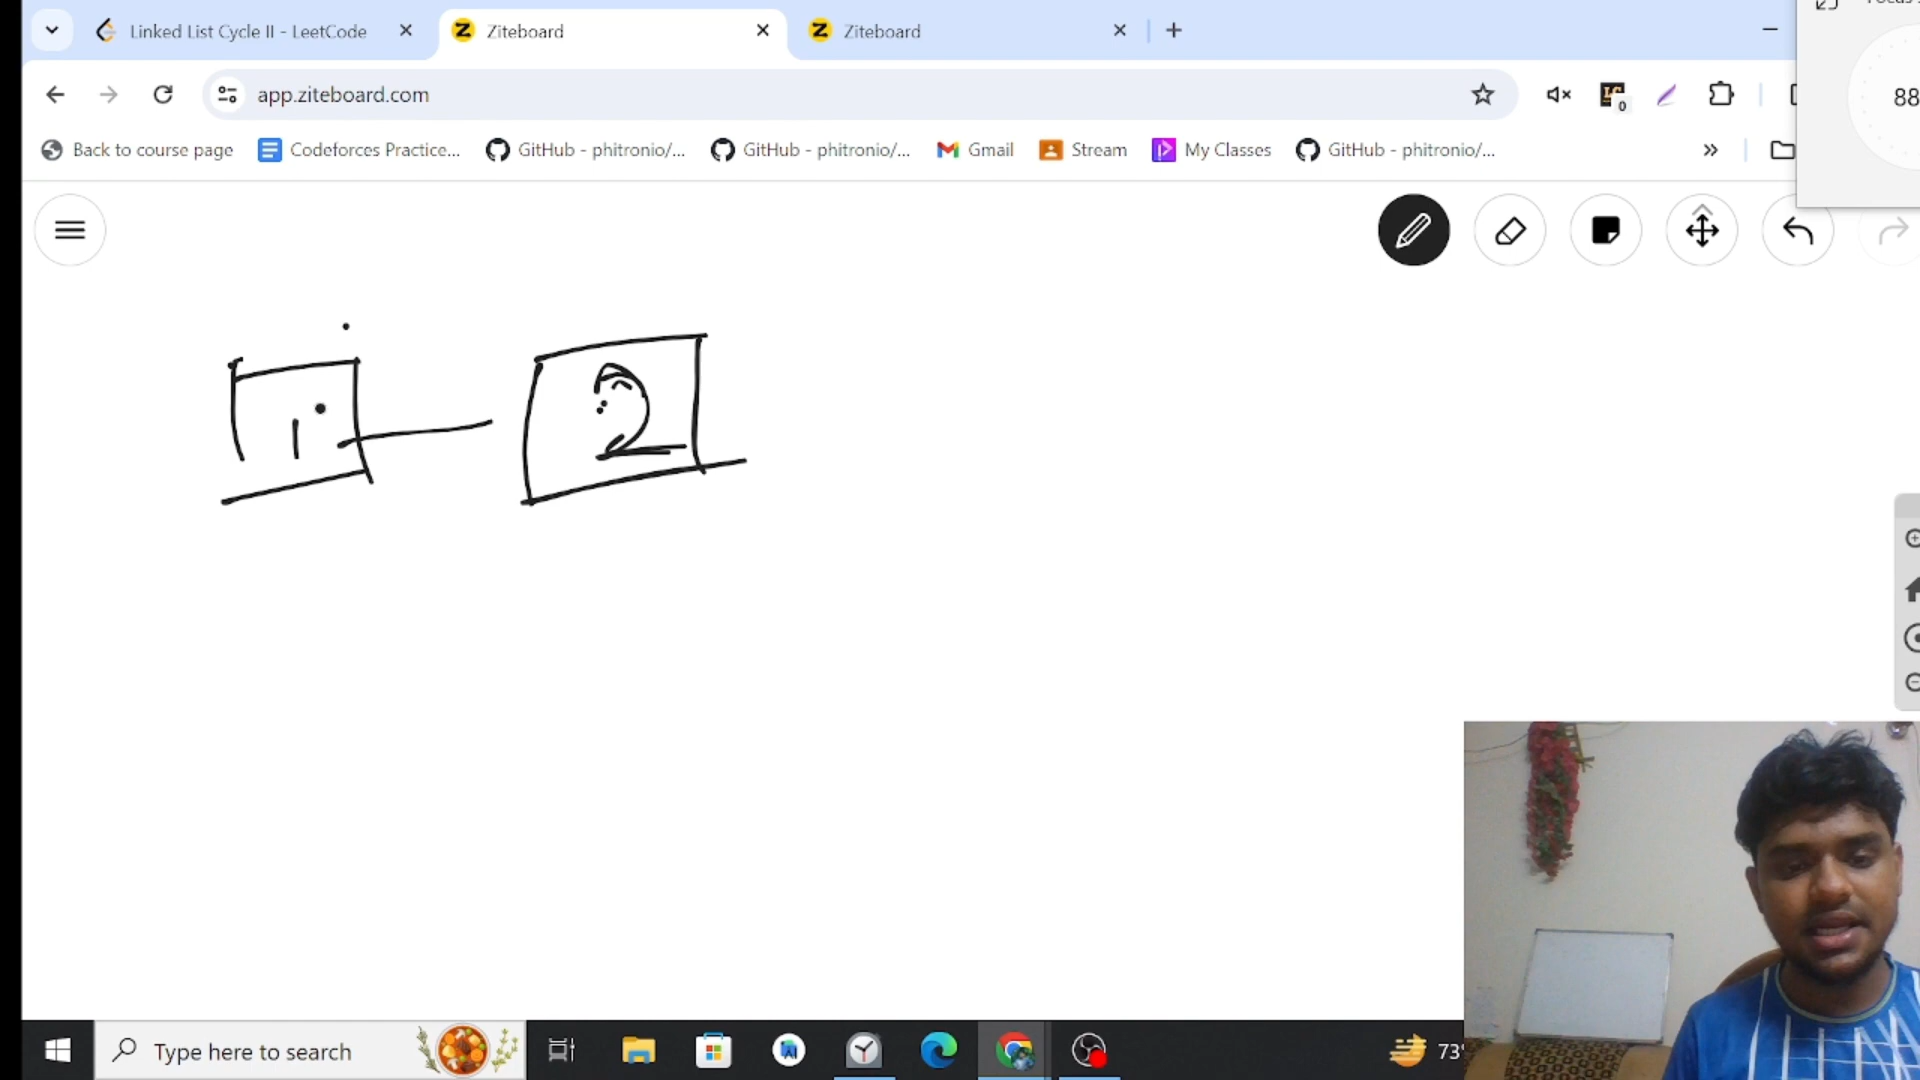 Linked List Cycle II - LeetCode
Ziteboard
Ziteboard
app.ziteboard.com
0
88
Back to course page
Codeforces Practice...
GitHub - phitronio/...
GitHub - phitronio/...
Gmail
Stream
My Classes
GitHub - phitronio/...
1
2
Type here to search
73°